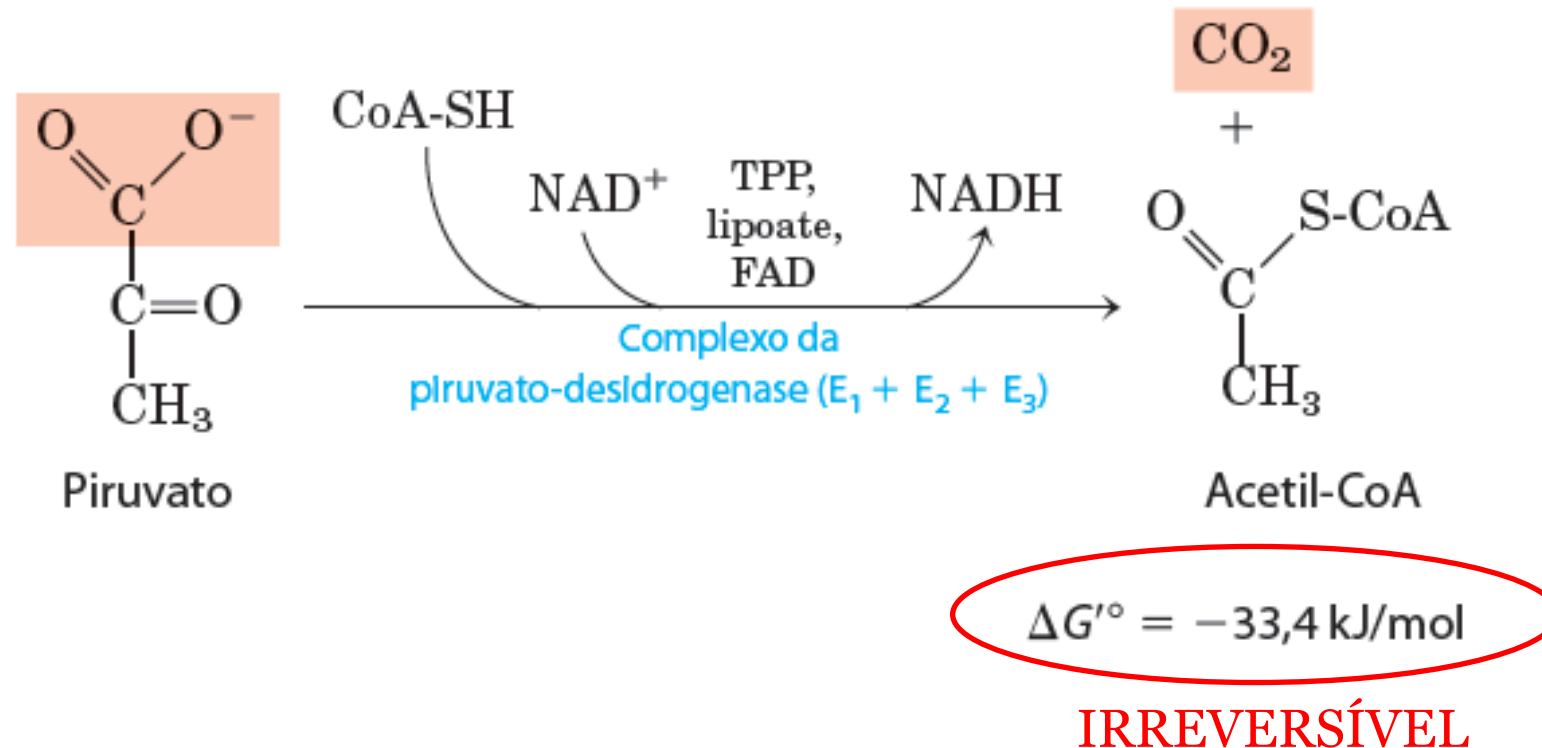 CO₂
+
O O⁻
C
C=O
CH₃
Piruvato
CoA-SH
NAD⁺
TPP,
lipoate,
FAD
NADH
Complexo da
piruvato-desidrogenase (E₁ + E₂ + E₃)
O S-CoA
C
CH₃
Acetil-CoA
ΔG′° = −33,4 kJ/mol
IRREVERSÍVEL